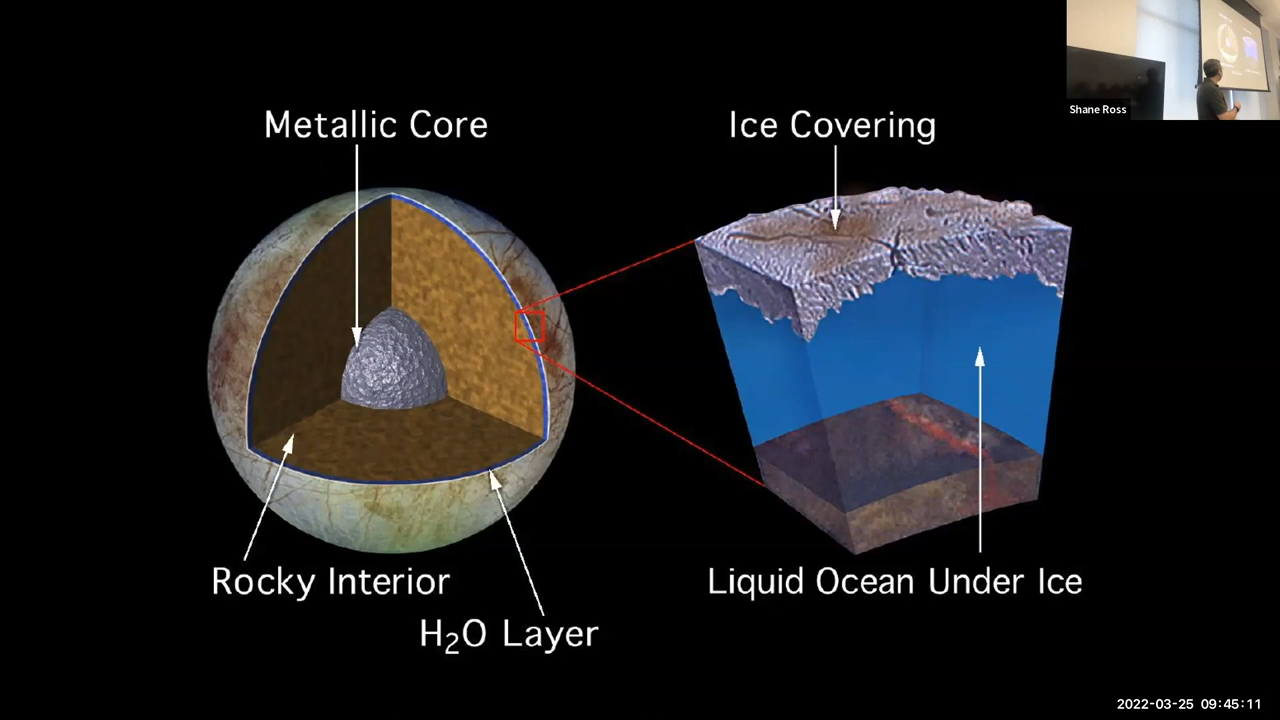 Shane Ross
Metallic Core
Ice Covering
Rocky Interior
Liquid Ocean Under Ice
H₂O Layer
2022-03-25 09:45:11